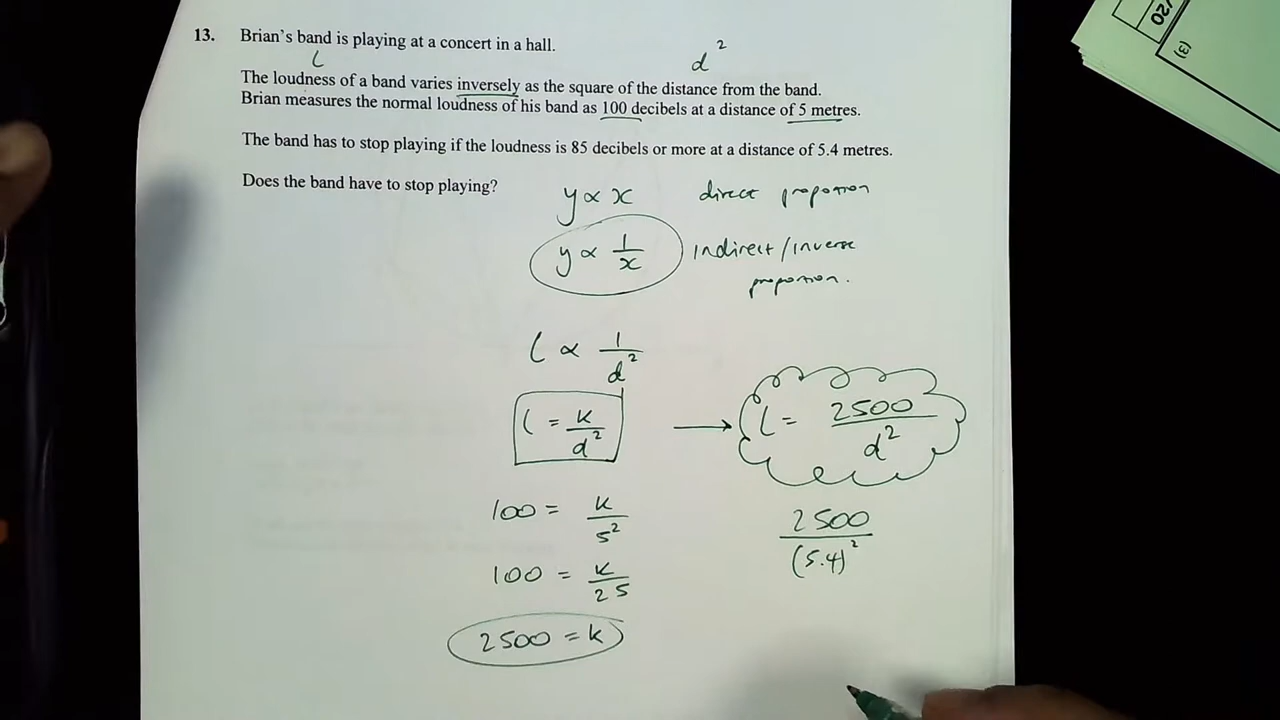 13. Brian's band is playing at a concert in a hall.
L
d²
The loudness of a band varies inversely as the square of the distance from the band.
Brian measures the normal loudness of his band as 100 decibels at a distance of 5 metres.
The band has to stop playing if the loudness is 85 decibels or more at a distance of 5.4 metres.
Does the band have to stop playing?
y ∝ x direct proportion
y ∝ 1/x indirect/inverse
proportion.
L ∝ 1/d²
L = k/d² → L = 2500/d²
100 = k/5²
2500/(5.4)²
100 = k/25
2500 = k
/20
(3)